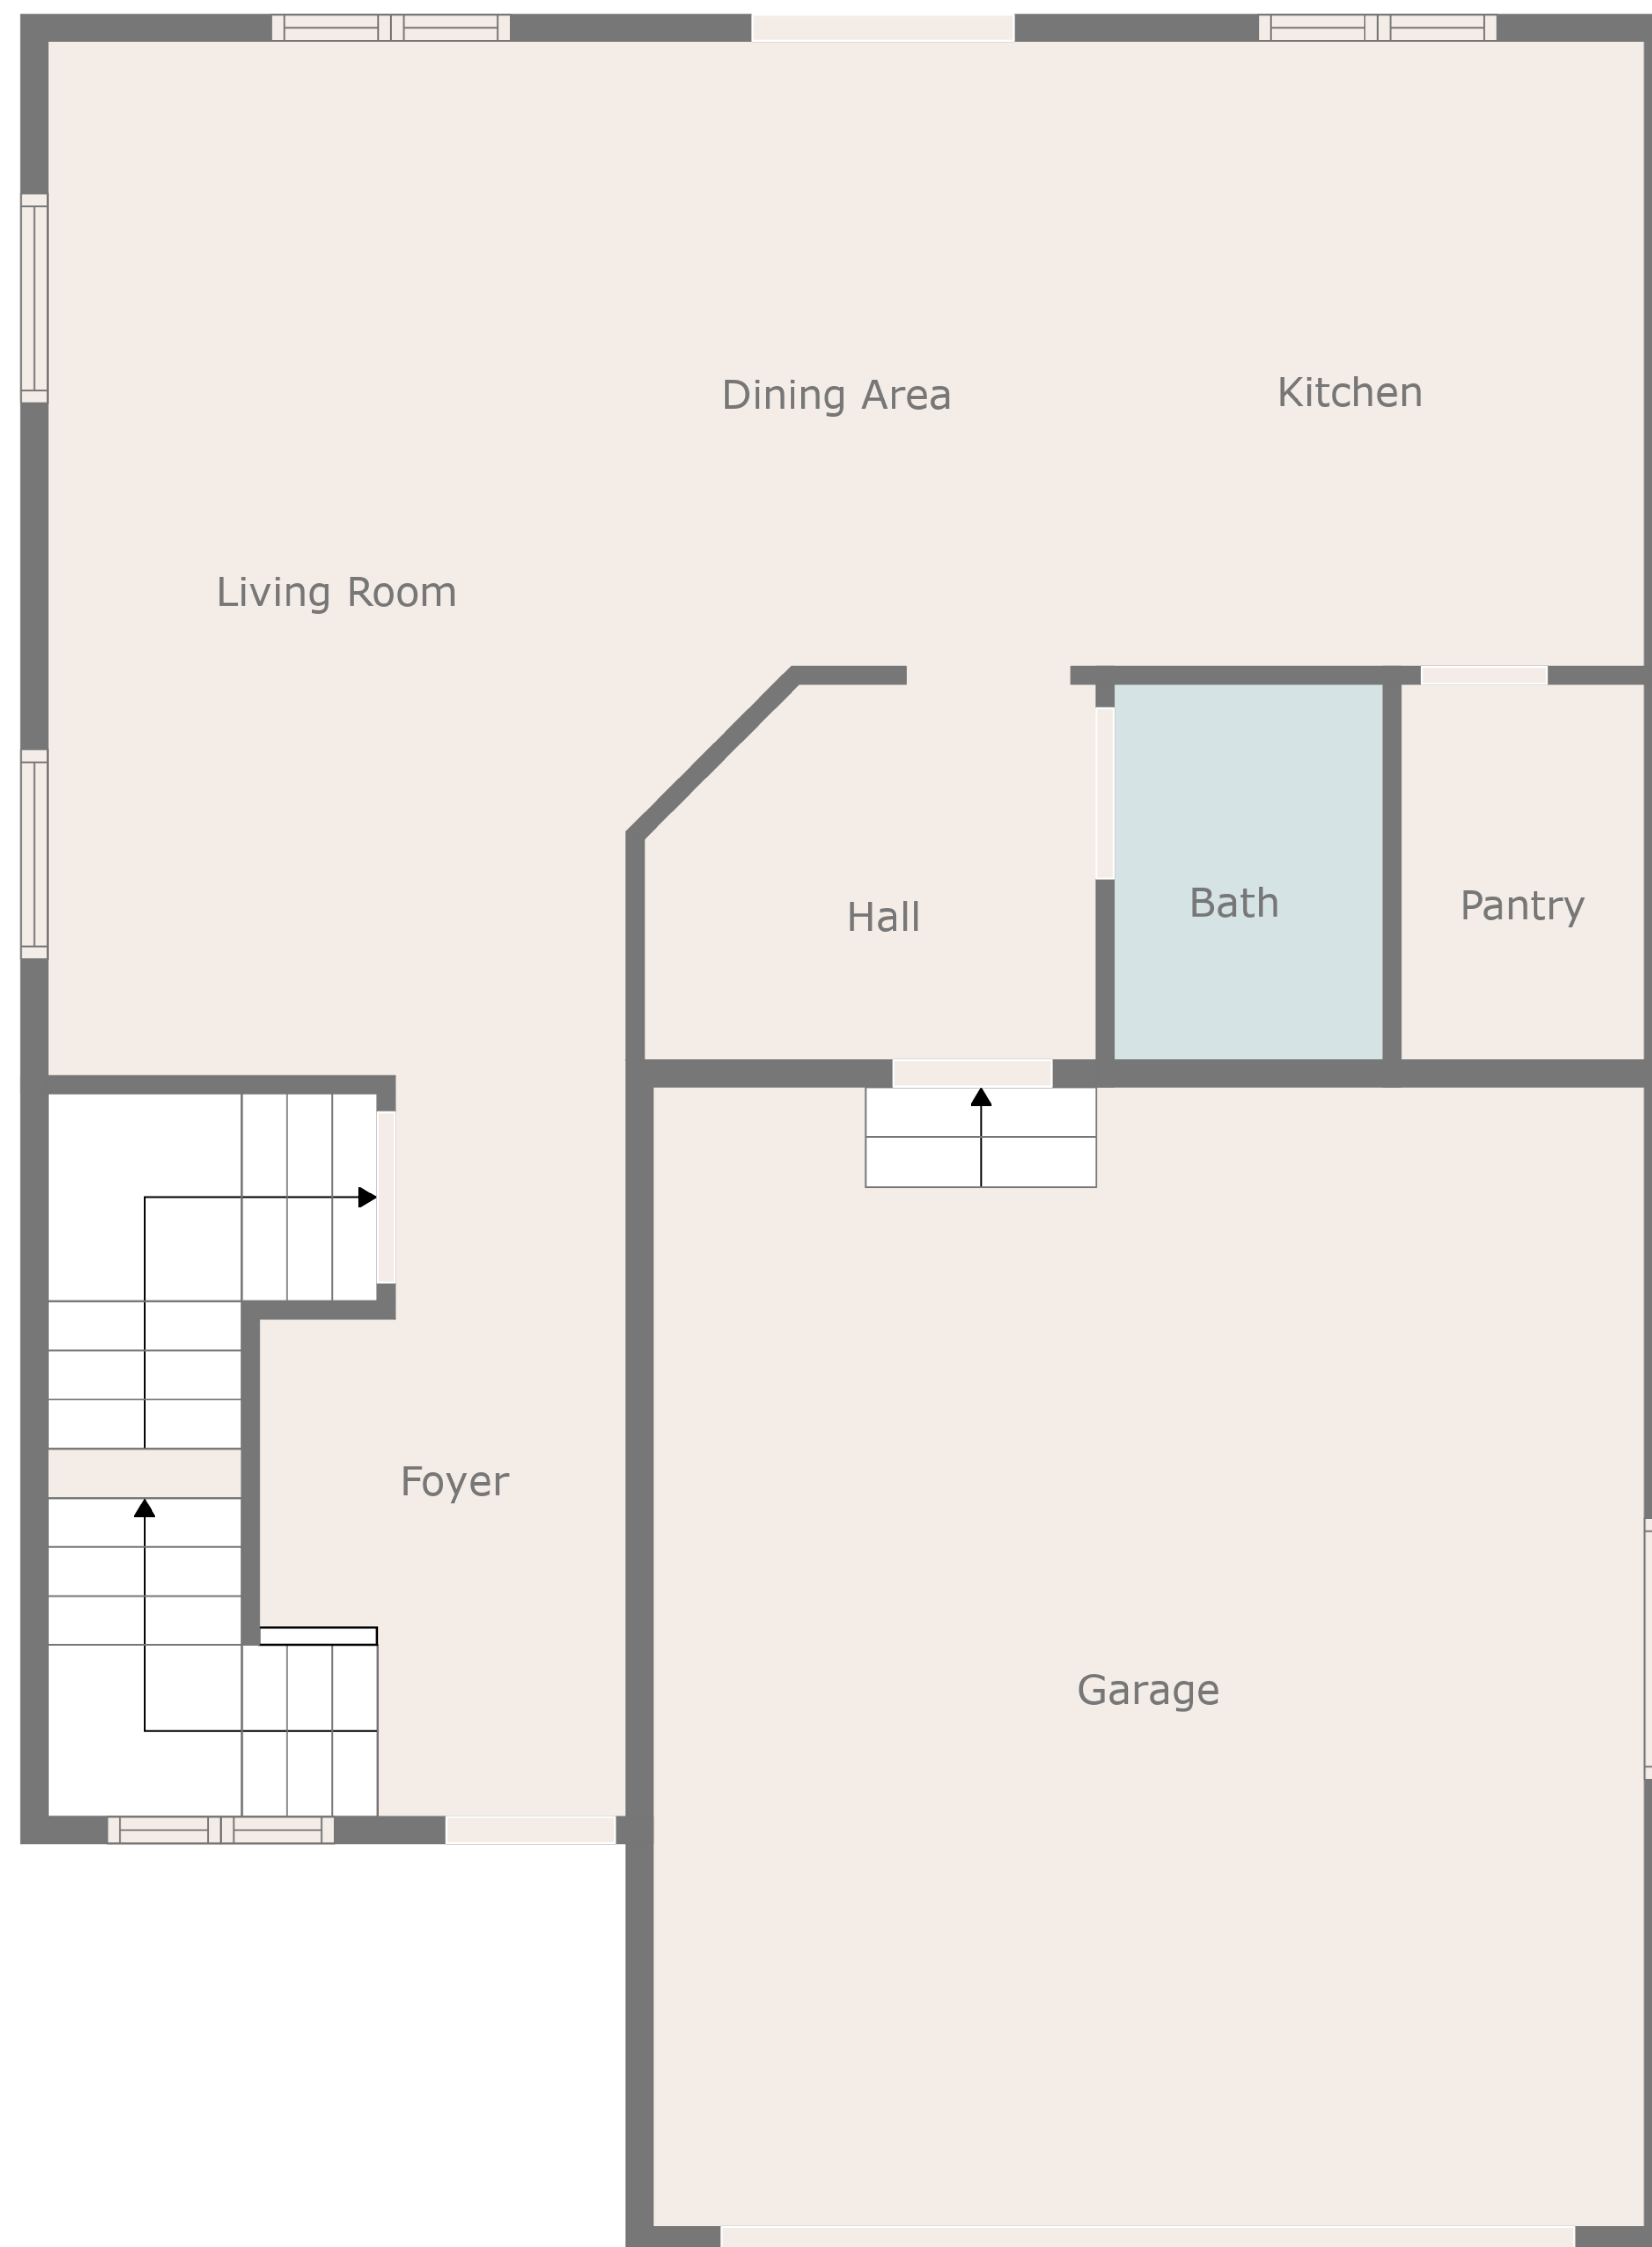 Dining Area
Kitchen
Living Room
Hall
Bath
Pantry
Foyer
Garage